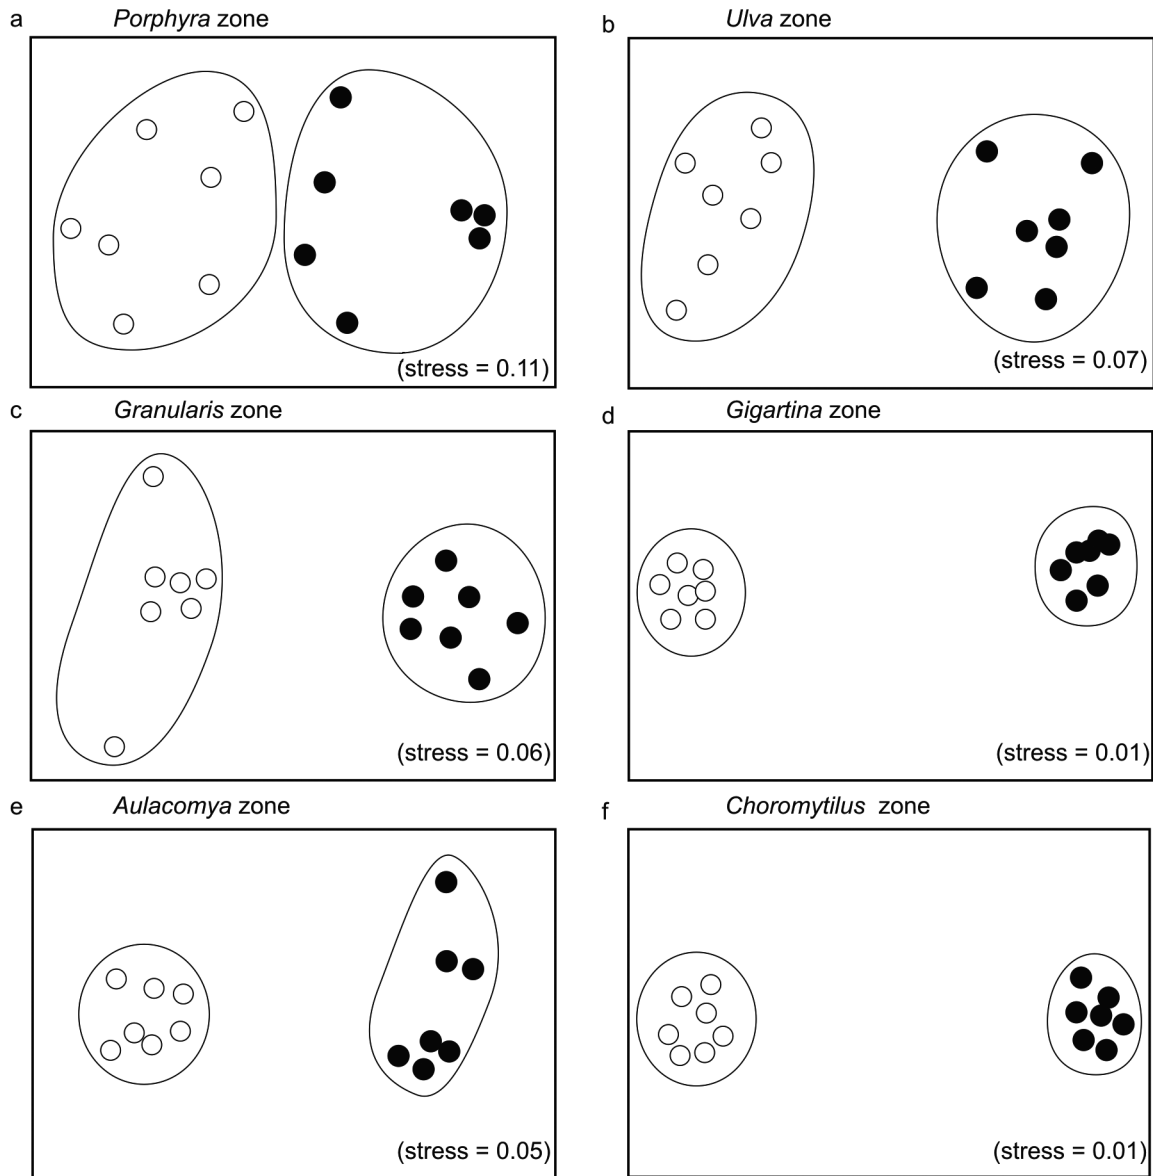 a Porphyra zone
(stress = 0.11)
b Ulva zone
(stress = 0.07)
c Granularis zone
(stress = 0.06)
d Gigartina zone
(stress = 0.01)
e Aulacomya zone
(stress = 0.05)
f Choromytilus zone
(stress = 0.01)